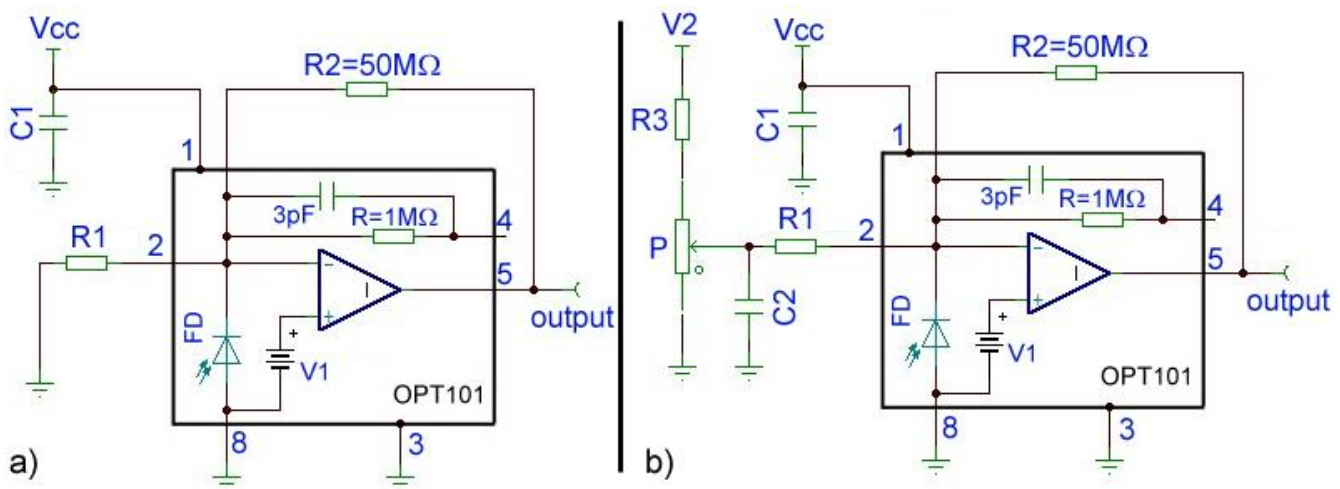 Vcc
R2=50MΩ
C1
1
3pF
R=1MΩ
4
R1
2
5
output
FD
V1
OPT101
8
3
a)
V2
Vcc
R2=50MΩ
R3
C1
1
3pF
R=1MΩ
4
P
R1
2
5
output
C2
FD
V1
OPT101
8
3
b)